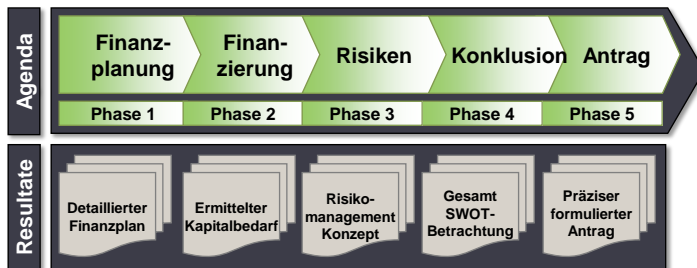 Agenda
Finanz-
planung
Finan-
zierung
Risiken
Konklusion
Antrag
Phase 1
Phase 2
Phase 3
Phase 4
Phase 5
Resultate
Detaillierter
Finanzplan
Ermittelter
Kapitalbedarf
Risiko-
management
Konzept
Gesamt
SWOT-
Betrachtung
Präziser
formulierter
Antrag